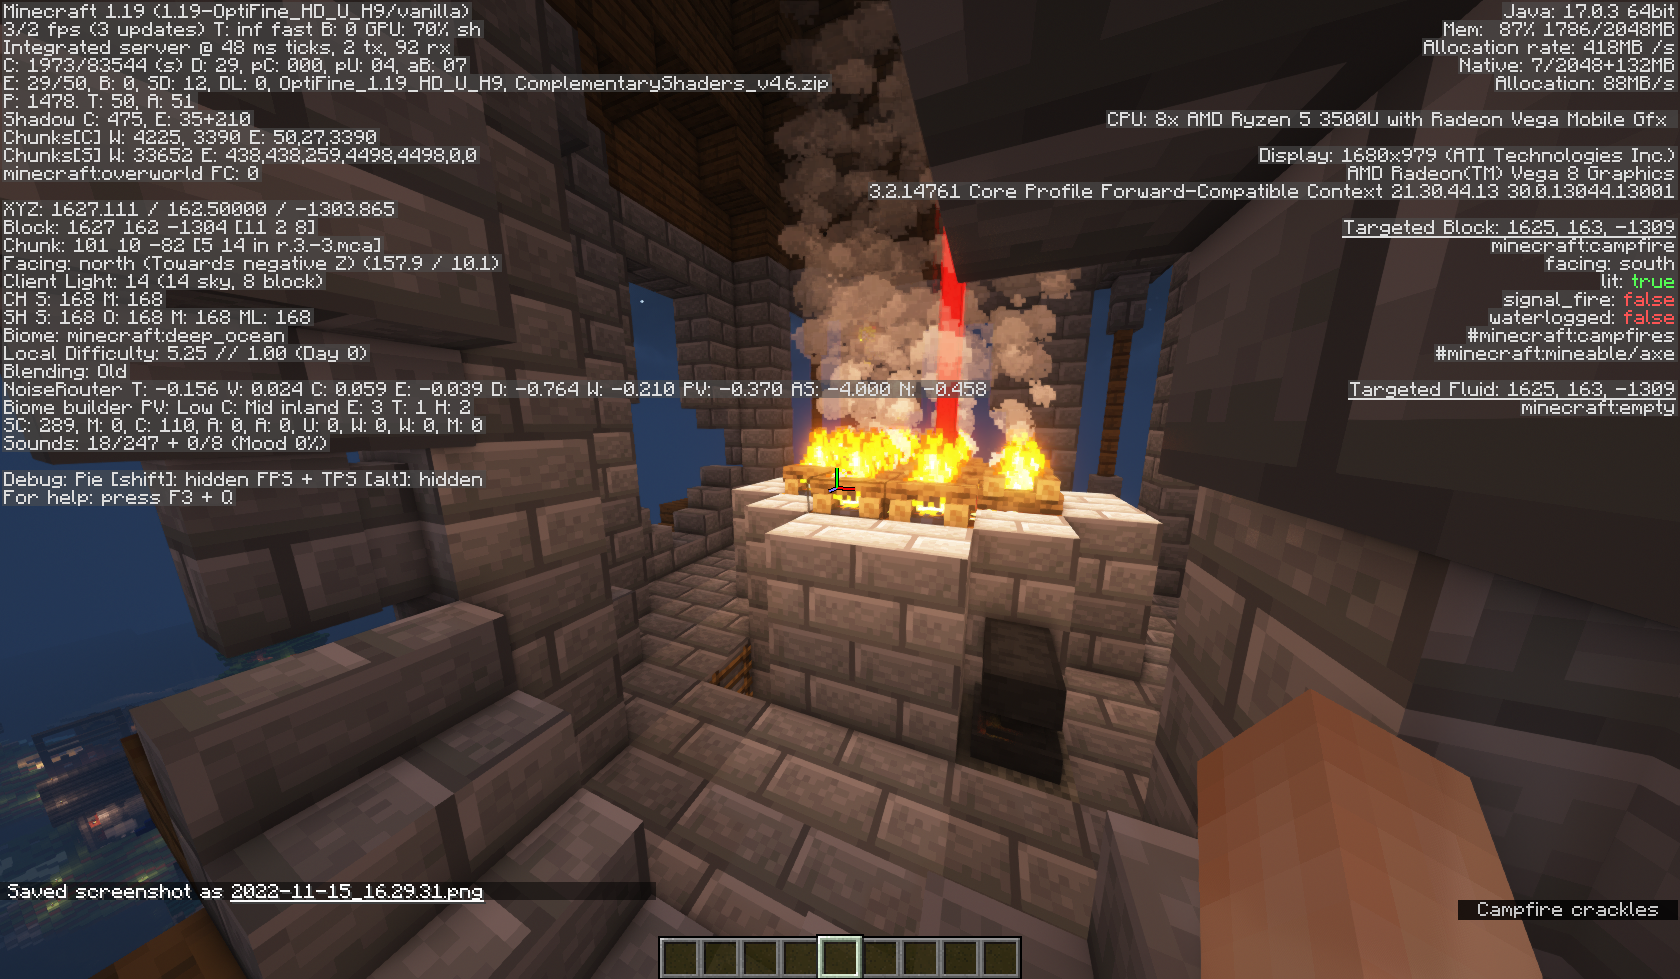 Minecraft 1.19 (1.19-OptiFine_HD_U_H9/vanilla)
3/2 fps (3 updates) T: inf fast B: 0 GPU: 70% sh
Integrated server @ 48 ms ticks, 2 tx, 92 rx
C: 1973/83544 (s) D: 29, pC: 000, pU: 04, aB: 07
E: 29/50, B: 0, SD: 12, DL: 0, OptiFine_1.19_HD_U_H9, ComplementaryShaders_v4.6.zip
P: 1478. T: 50, A: 51
Shadow C: 475, E: 35+210
Chunks[C] W: 4225, 3390 E: 50,27,3390
Chunks[S] W: 33652 E: 438,438,259,4498,4498,0,0
minecraft:overworld FC: 0
XYZ: 1627.111 / 162.50000 / -1303.865
Block: 1627 162 -1304 [11 2 8]
Chunk: 101 10 -82 [5 14 in r.3.-3.mca]
Facing: north (Towards negative Z) (157.9 / 10.1)
Client Light: 14 (14 sky, 8 block)
CH S: 168 M: 168
SH S: 168 O: 168 M: 168 ML: 168
Biome: minecraft:deep_ocean
Local Difficulty: 5.25 // 1.00 (Day 0)
Blending: Old
NoiseRouter T: -0.156 V: 0.024 C: 0.059 E: -0.039 D: -0.764 W: -0.210 PV: -0.370 AS: -4.000 N: -0.458
Biome builder PV: Low C: Mid inland E: 3 T: 1 H: 2
SC: 289, M: 0, C: 110, A: 0, A: 0, U: 0, W: 0, W: 0, M: 0
Sounds: 18/247 + 0/8 (Mood 0%)
Debug: Pie [shift]: hidden FPS + TPS [alt]: hidden
For help: press F3 + Q
Java: 17.0.3 64bit
Mem: 87% 1786/2048MB
Allocation rate: 418MB /s
Native: 7/2048+132MB
Allocation: 88MB/s
CPU: 8x AMD Ryzen 5 3500U with Radeon Vega Mobile Gfx
Display: 1680x979 (ATI Technologies Inc.)
AMD Radeon(TM) Vega 8 Graphics
3.2.14761 Core Profile Forward-Compatible Context 21.30.44.13 30.0.13044.13001
Targeted Block: 1625, 163, -1309
minecraft:campfire
facing: south
lit: true
signal_fire: false
waterlogged: false
#minecraft:campfires
#minecraft:mineable/axe
Targeted Fluid: 1625, 163, -1309
minecraft:empty
Saved screenshot as 2022-11-15_16.29.31.png
Campfire crackles